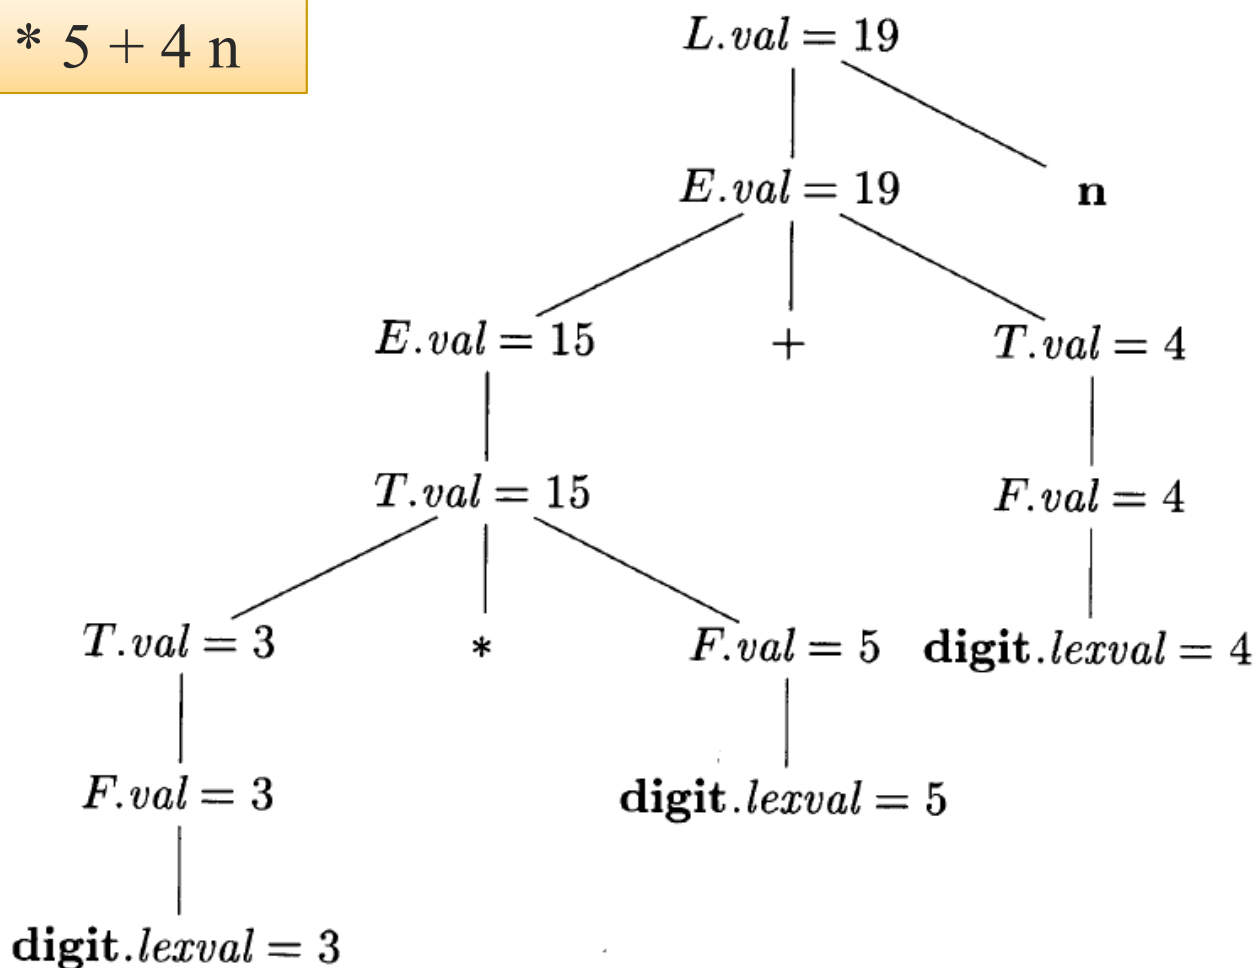 * 5 + 4 n
L.val = 19
E.val = 19 n
E.val = 15 + T.val = 4
T.val = 15 F.val = 4
T.val = 3 * F.val = 5 digit.lexval = 4
F.val = 3 digit.lexval = 5
digit.lexval = 3